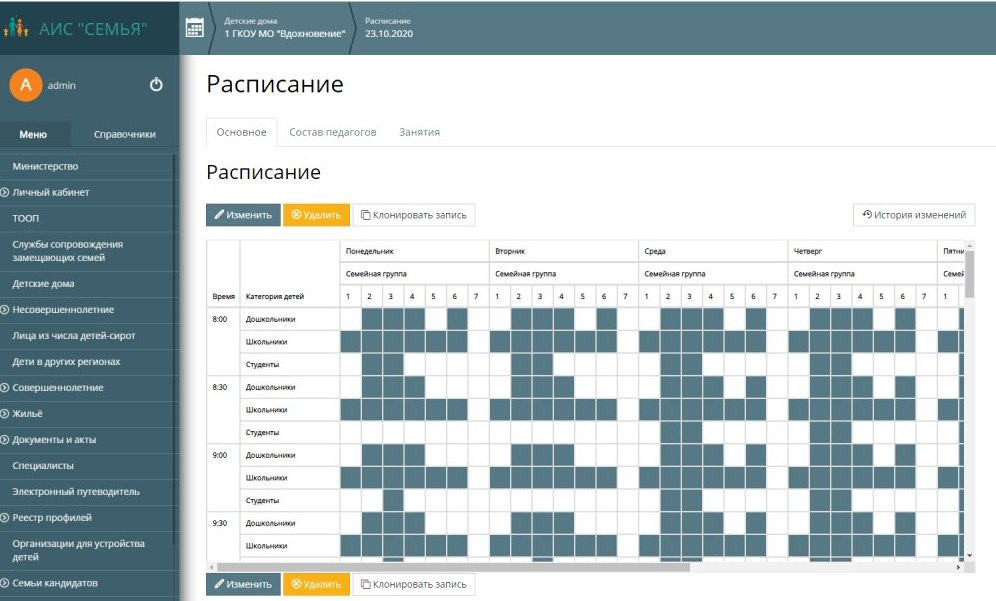 АИС "СЕМЬЯ"
Детские дома
1 ГКОУ МО "Вдохновение"
Расписание
23.10.2020
А
admin
Меню
Справочники
Министерство
Личный кабинет
ТООП
Службы сопровождения
замещающих семей
Детские дома
Несовершеннолетние
Лица из числа детей-сирот
Дети в других регионах
Совершеннолетние
Жильё
Документы и акты
Специалисты
Электронный путеводитель
Реестр профилей
Организации для устройства
детей
Семьи кандидатов
Расписание
Основное Состав педагогов Занятия
Расписание
Изменить Удалить Клонировать запись История изменений
Понедельник Вторник Среда Четверг Пятни
Семейная группа Семейная группа Семейная группа Семейная группа Семей
Время Категория детей 1 2 3 4 5 6 7 1 2 3 4 5 6 7 1 2 3 4 5 6 7 1 2 3 4 5 6 7 1
8:00 Дошкольники
Школьники
Студенты
8:30 Дошкольники
Школьники
Студенты
9:00 Дошкольники
Школьники
Студенты
9:30 Дошкольники
Школьники
Изменить Удалить Клонировать запись